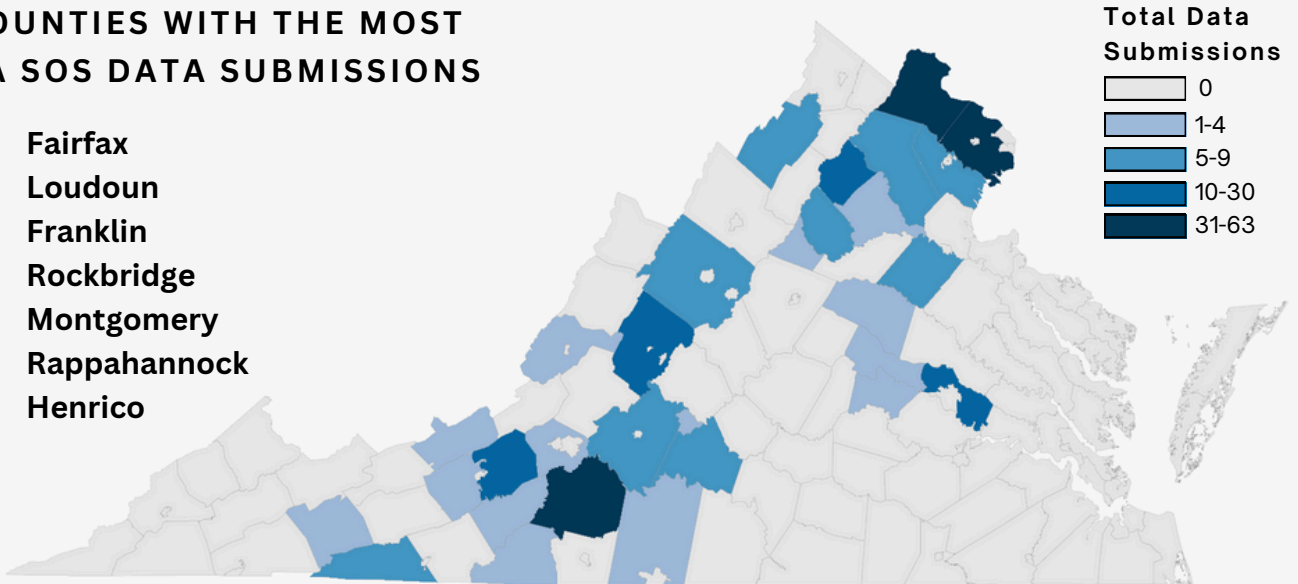 OUNTIES WITH THE MOST
A SOS DATA SUBMISSIONS
Fairfax
Loudoun
Franklin
Rockbridge
Montgomery
Rappahannock
Henrico
Total Data
Submissions
0
1-4
5-9
10-30
31-63